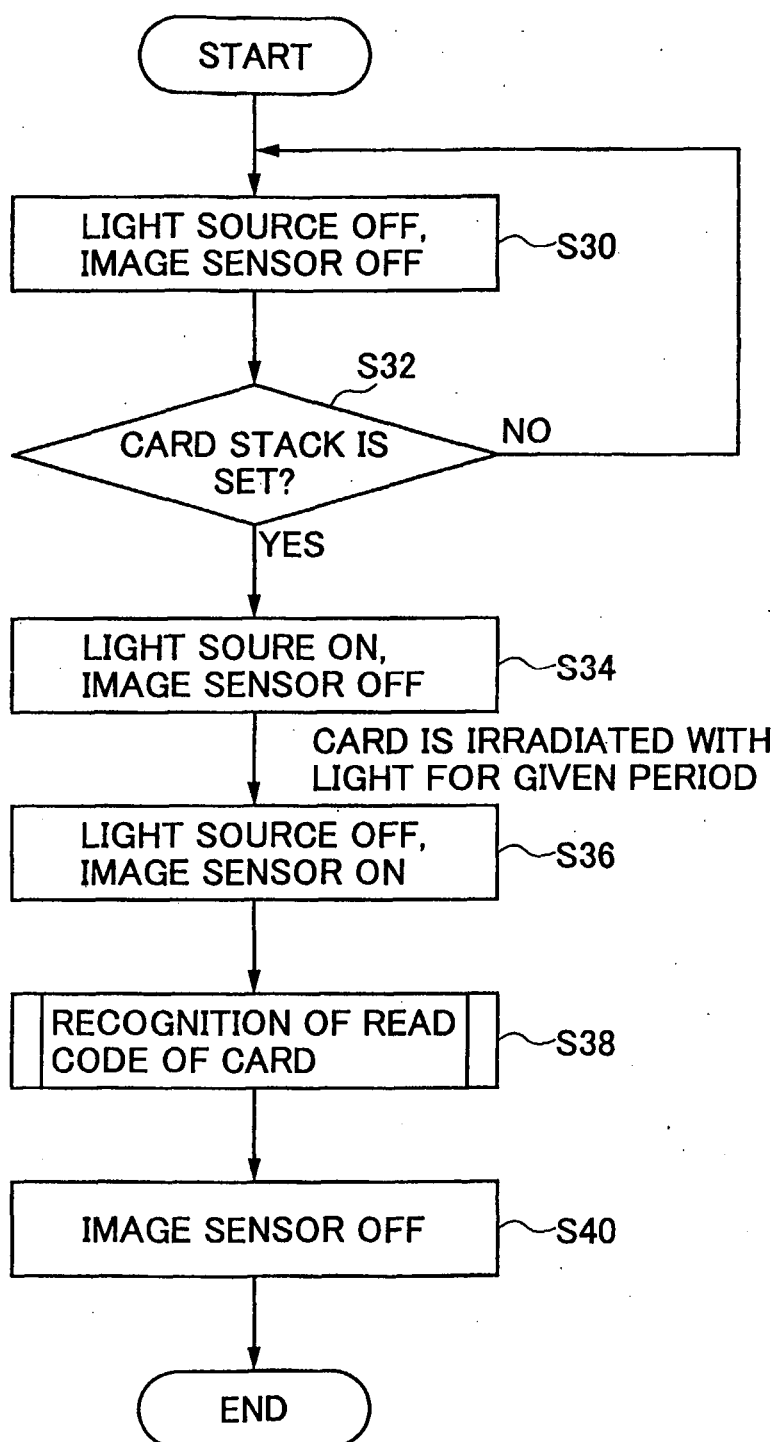 START
LIGHT SOURCE OFF,
IMAGE SENSOR OFF
S30
S32
CARD STACK IS
SET?
NO
YES
LIGHT SOURE ON,
IMAGE SENSOR OFF
S34
CARD IS IRRADIATED WITH
LIGHT FOR GIVEN PERIOD
LIGHT SOURCE OFF,
IMAGE SENSOR ON
S36
RECOGNITION OF READ
CODE OF CARD
S38
IMAGE SENSOR OFF
S40
END